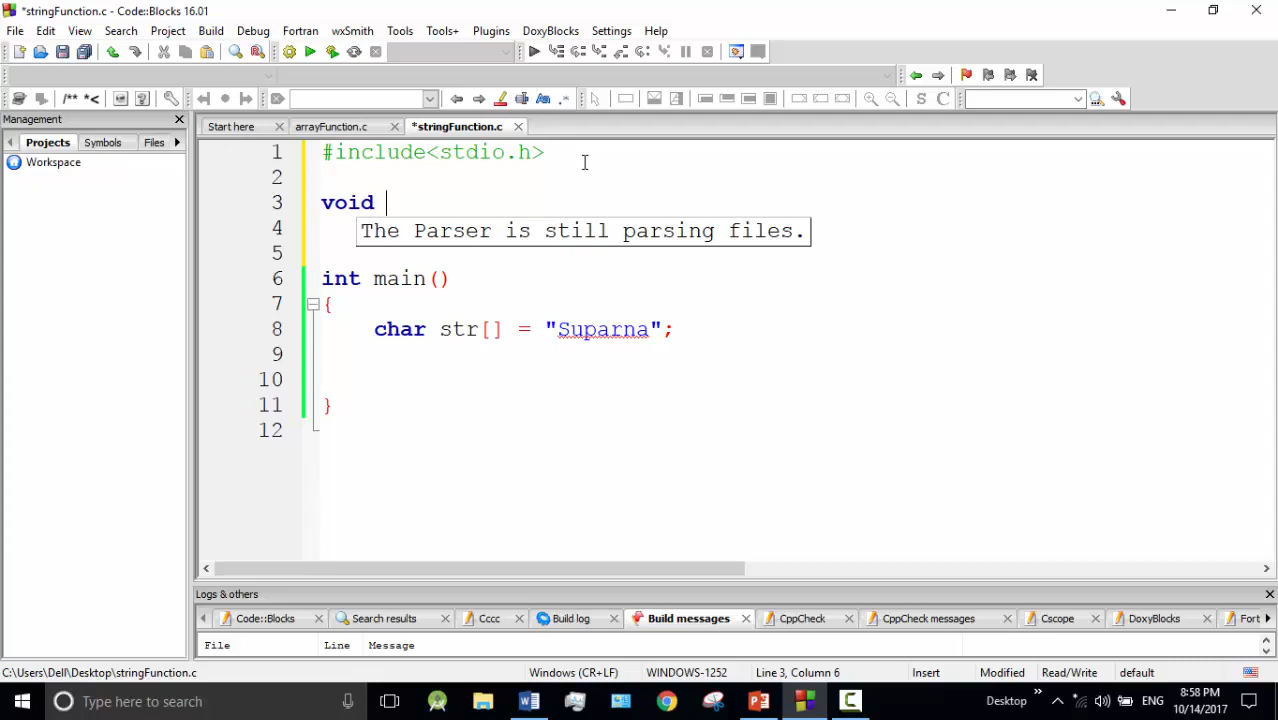 *stringFunction.c - Code::Blocks 16.01
File Edit View Search Project Build Debug Fortran wxSmith Tools Tools+ Plugins DoxyBlocks Settings Help
/** *<
S C
Management
Projects Symbols Files
Workspace
Start here arrayFunction.c *stringFunction.c
1 #include<stdio.h>
2
3 void
The Parser is still parsing files.
4
5
6 int main()
7 {
8 char str[] = "Suparna";
9
10
11 }
12
Logs & others
Code::Blocks Search results Cccc Build log Build messages CppCheck CppCheck messages Cscope DoxyBlocks Fort
File Line Message
C:\Users\Dell\Desktop\stringFunction.c Windows (CR+LF) WINDOWS-1252 Line 3, Column 6 Insert Modified Read/Write default
Type here to search
Desktop » ENG
8:58 PM
10/14/2017